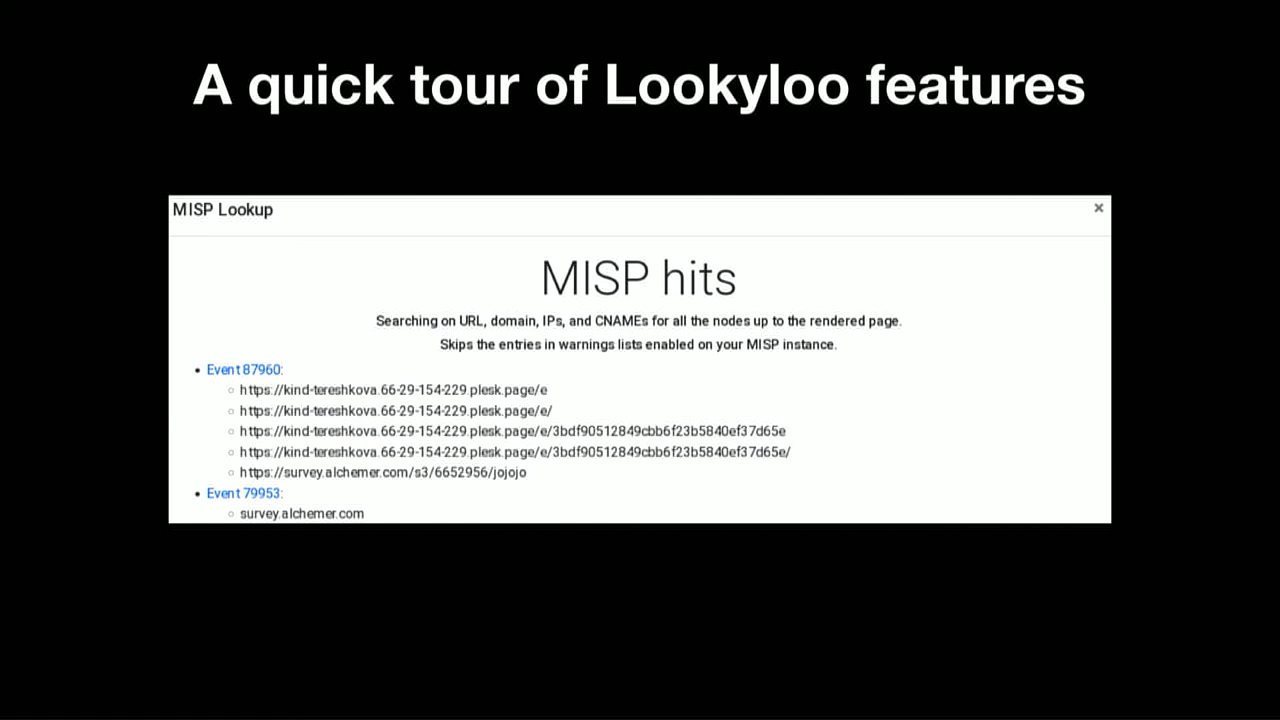 A quick tour of Lookyloo features
MISP Lookup ×
MISP hits
Searching on URL, domain, IPs, and CNAMEs for all the nodes up to the rendered page.
Skips the entries in warnings lists enabled on your MISP instance.
• Event 87960:
○ https://kind-tereshkova.66-29-154-229.plesk.page/e
○ https://kind-tereshkova.66-29-154-229.plesk.page/e/
○ https://kind-tereshkova.66-29-154-229.plesk.page/e/3bdf90512849cbb6f23b5840ef37d65e
○ https://kind-tereshkova.66-29-154-229.plesk.page/e/3bdf90512849cbb6f23b5840ef37d65e/
○ https://survey.alchemer.com/s3/6652956/jojojo
• Event 79953:
○ survey.alchemer.com